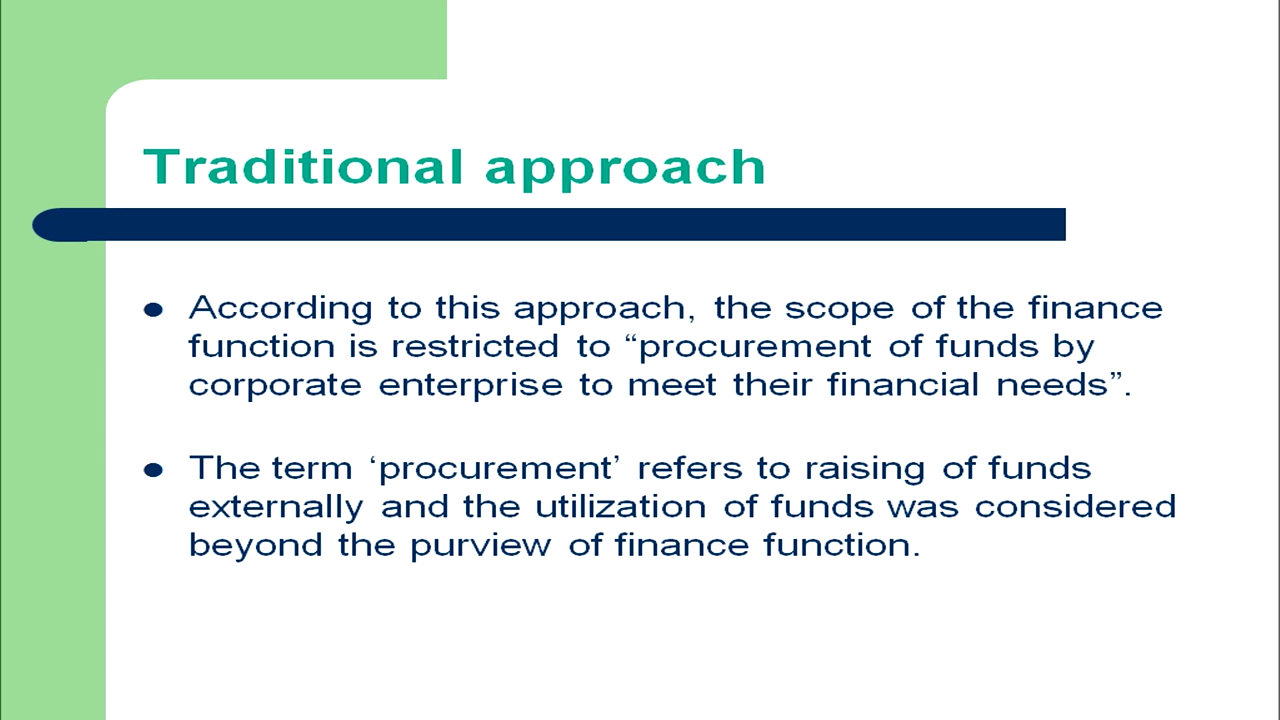 Traditional approach
● According to this approach, the scope of the finance
function is restricted to “procurement of funds by
corporate enterprise to meet their financial needs”.
● The term ‘procurement’ refers to raising of funds
externally and the utilization of funds was considered
beyond the purview of finance function.